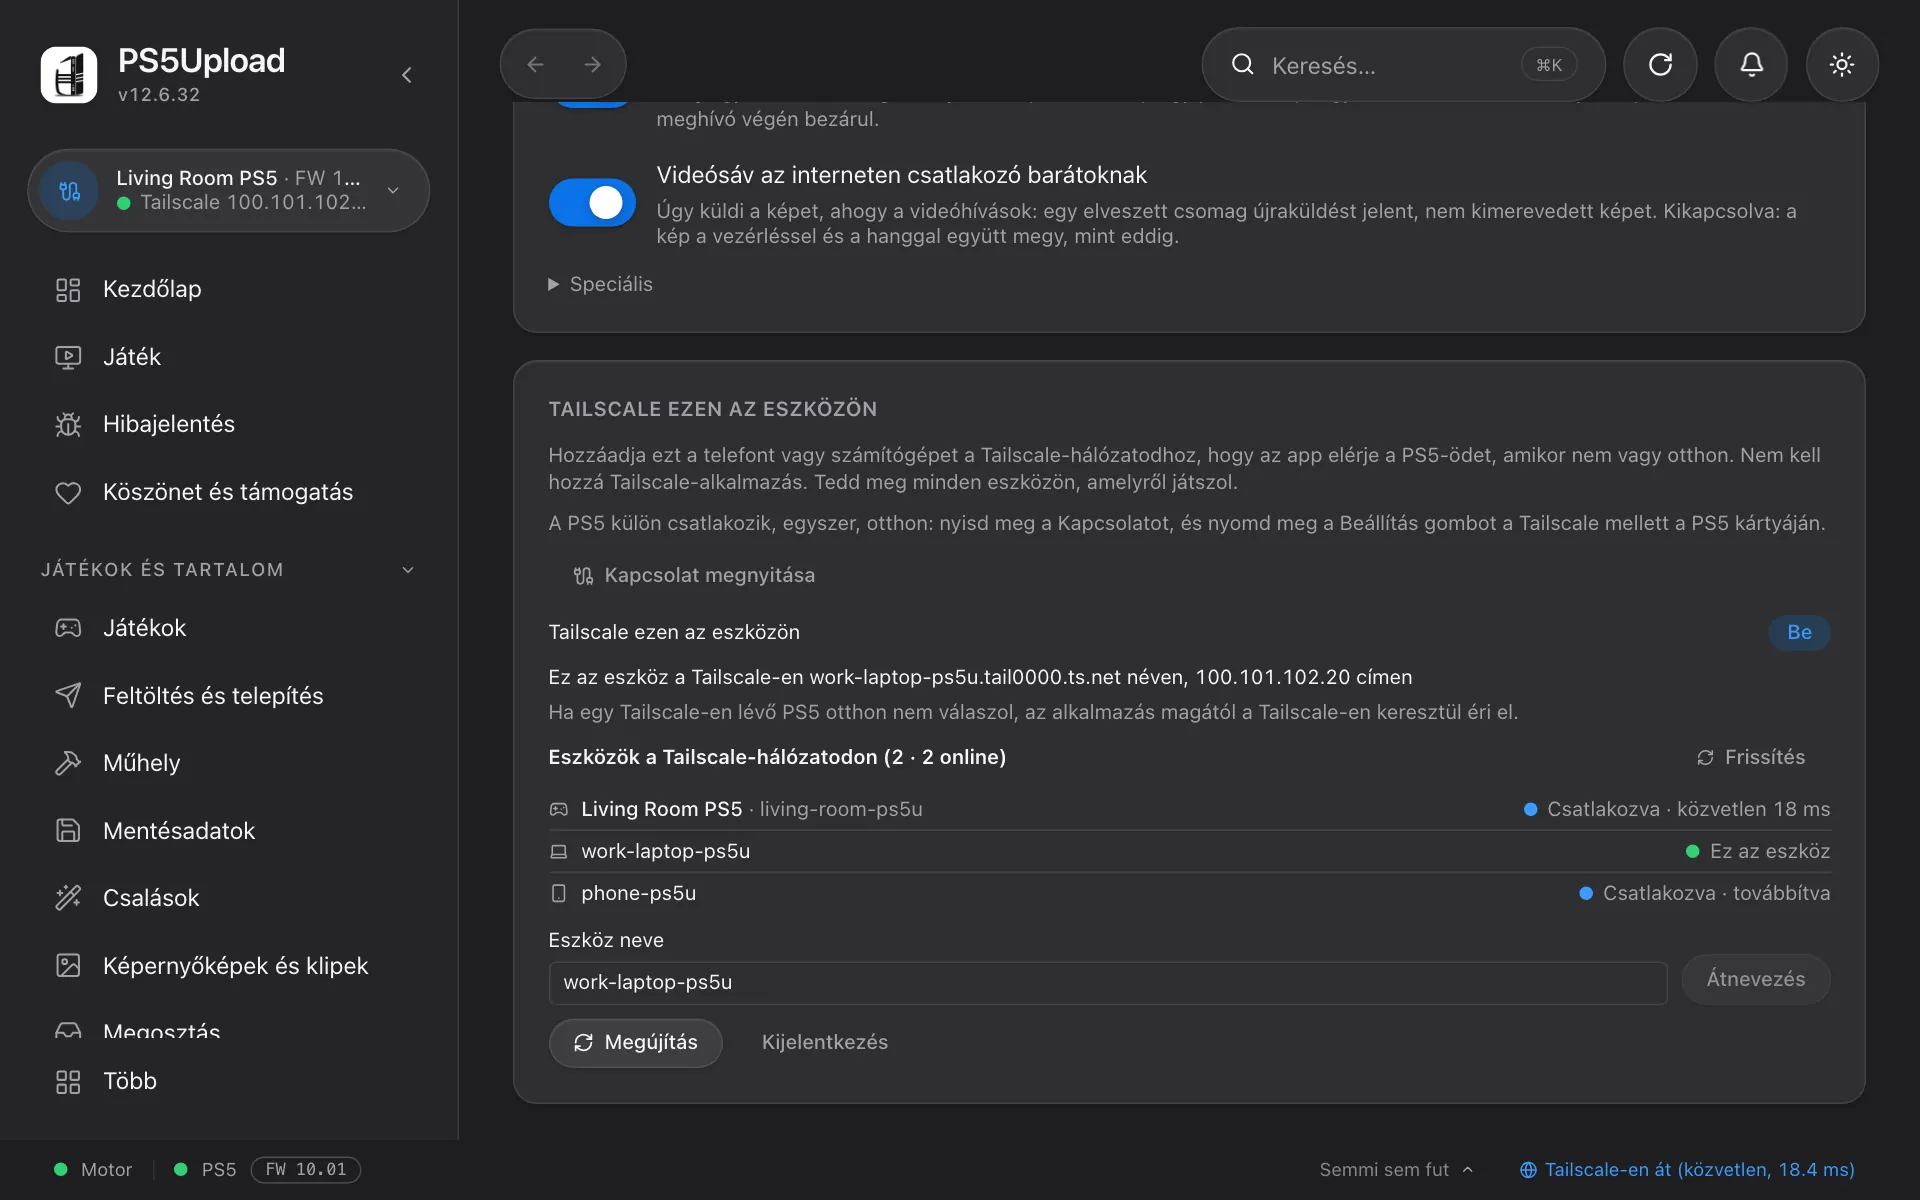 PS5Upload
v12.6.32
Living Room PS5 · FW 1...
Tailscale 100.101.102...
Kezdőlap
Játék
Hibajelentés
Köszönet és támogatás
JÁTÉKOK ÉS TARTALOM
Játékok
Feltöltés és telepítés
Műhely
Mentésadatok
Csalások
Képernyőképek és klipek
Megosztás
Több
Keresés...
⌘K
meghívó végén bezárul.
Videósáv az interneten csatlakozó barátoknak
Úgy küldi a képet, ahogy a videóhívások: egy elveszett csomag újraküldést jelent, nem kimerevedett képet. Kikapcsolva: a
kép a vezérléssel és a hanggal együtt megy, mint eddig.
Speciális
TAILSCALE EZEN AZ ESZKÖZÖN
Hozzáadja ezt a telefont vagy számítógépet a Tailscale-hálózatodhoz, hogy az app elérje a PS5-ödet, amikor nem vagy otthon. Nem kell
hozzá Tailscale-alkalmazás. Tedd meg minden eszközön, amelyről játszol.
A PS5 külön csatlakozik, egyszer, otthon: nyisd meg a Kapcsolatot, és nyomd meg a Beállítás gombot a Tailscale mellett a PS5 kártyáján.
Kapcsolat megnyitása
Tailscale ezen az eszközön
Be
Ez az eszköz a Tailscale-en work-laptop-ps5u.tail0000.ts.net néven, 100.101.102.20 címen
Ha egy Tailscale-en lévő PS5 otthon nem válaszol, az alkalmazás magától a Tailscale-en keresztül éri el.
Eszközök a Tailscale-hálózatodon (2 · 2 online)
Frissítés
Living Room PS5 · living-room-ps5u
Csatlakozva · közvetlen 18 ms
work-laptop-ps5u
Ez az eszköz
phone-ps5u
Csatlakozva · továbbítva
Eszköz neve
work-laptop-ps5u
Átnevezés
Megújítás
Kijelentkezés
Motor
PS5
FW 10.01
Semmi sem fut
Tailscale-en át (közvetlen, 18.4 ms)